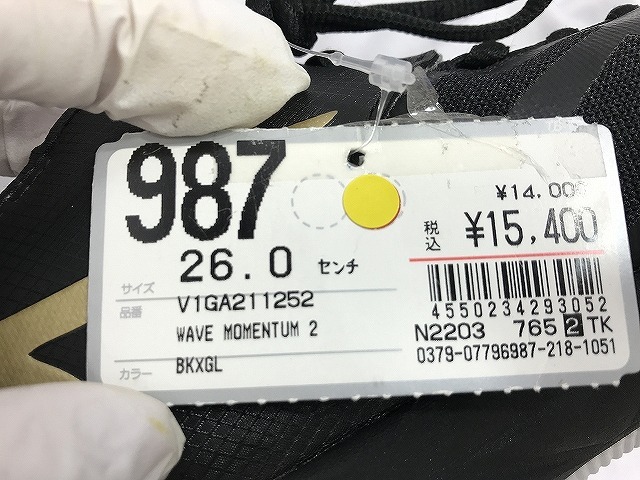 987
¥14,000
税込 ¥15,400
サイズ 26.0 センチ
品番 V1GA211252
WAVE MOMENTUM 2
カラー BKXGL
4550234293052
N2203 765 2 TK
0379-07796987-218-1051